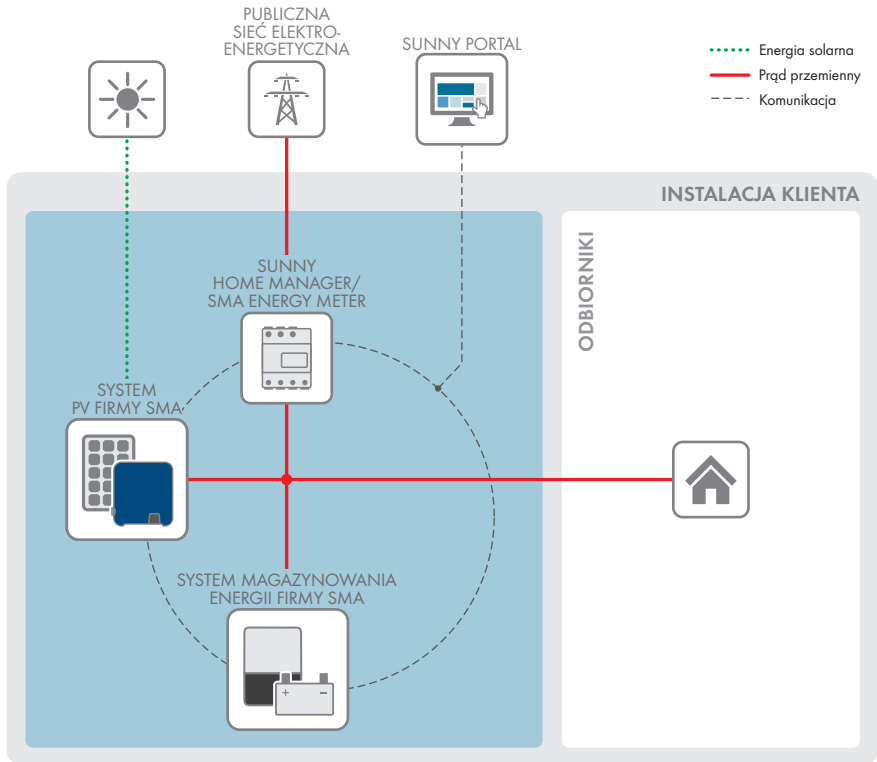 PUBLICZNA
SIEĆ ELEKTRO-
ENERGETYCZNA
SUNNY PORTAL
Energia solarna
Prąd przemienny
Komunikacja
INSTALACJA KLIENTA
ODBIORNIKI
SUNNY
HOME MANAGER/
SMA ENERGY METER
SYSTEM
PV FIRMY SMA
SYSTEM MAGAZYNOWANIA
ENERGII FIRMY SMA
+ −